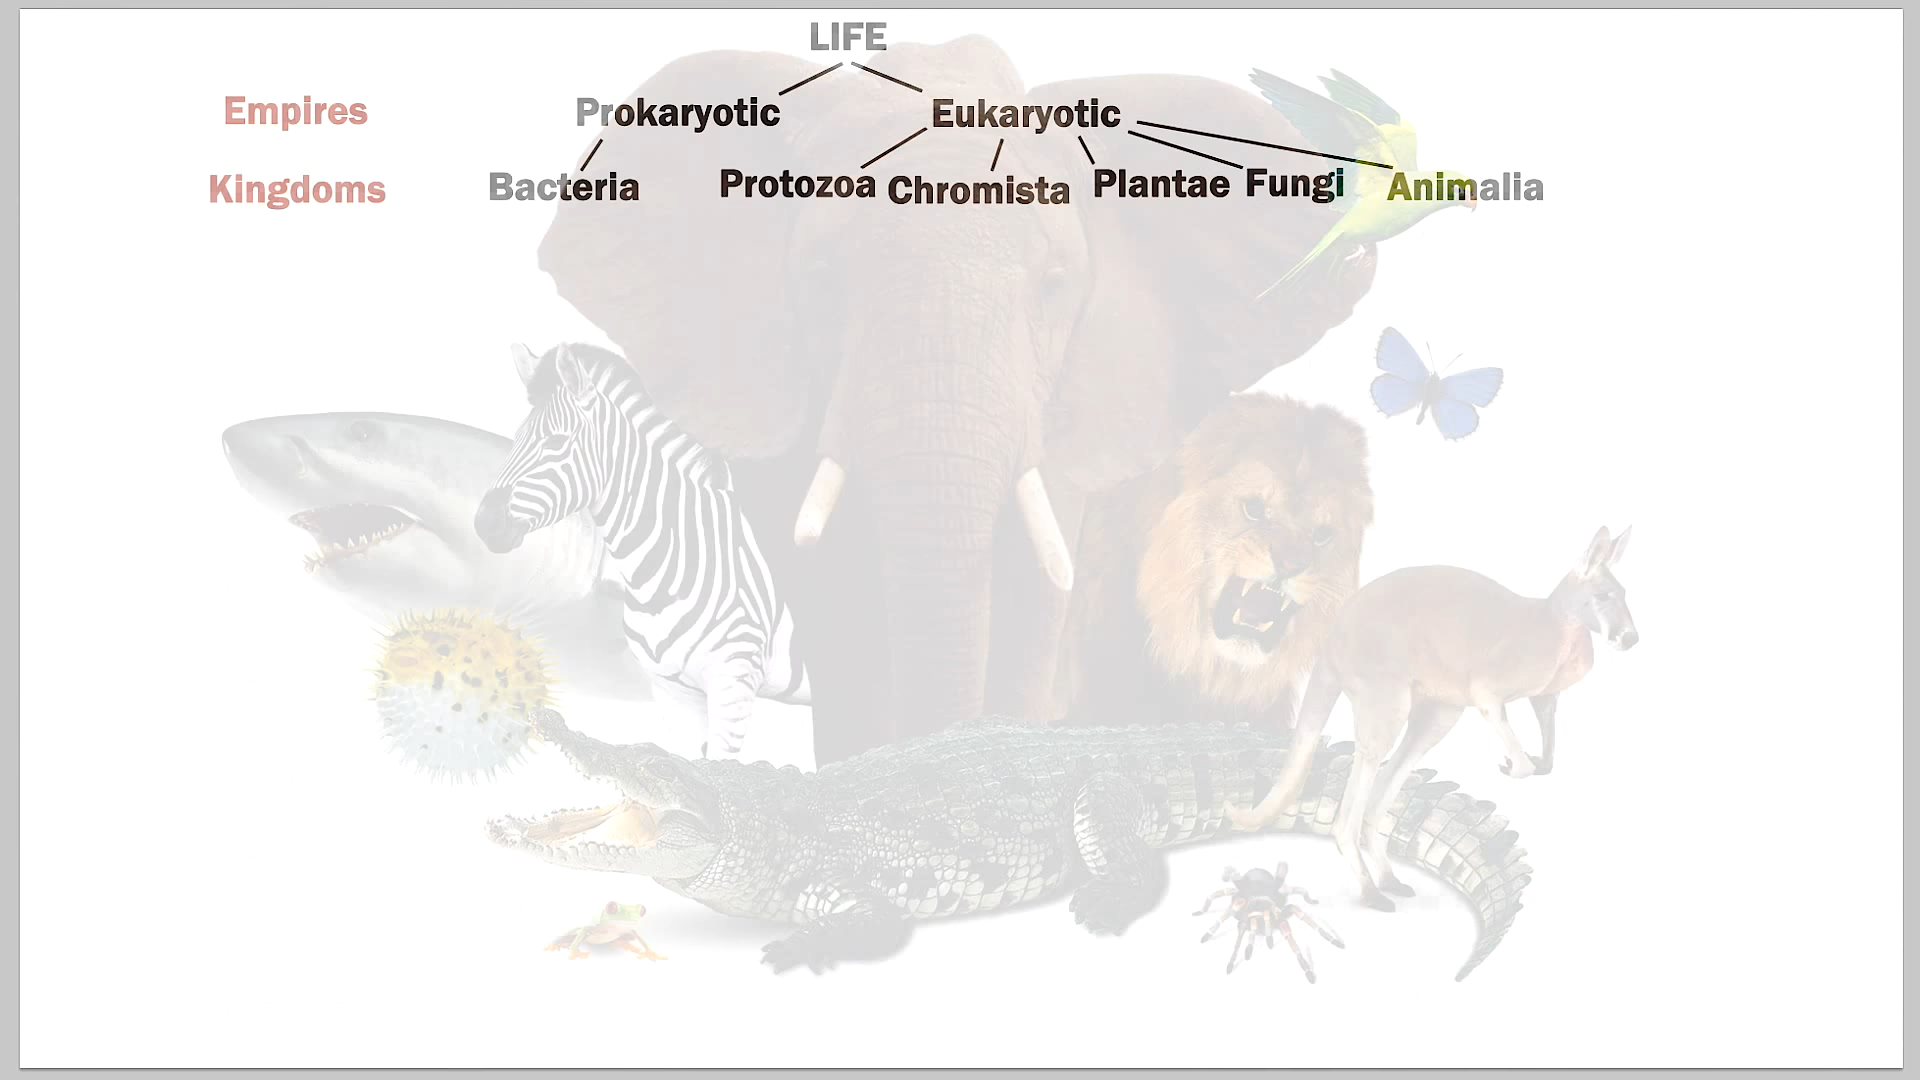 LIFE
Empires Prokaryotic Eukaryotic
Kingdoms Bacteria Protozoa Chromista Plantae Fungi Animalia